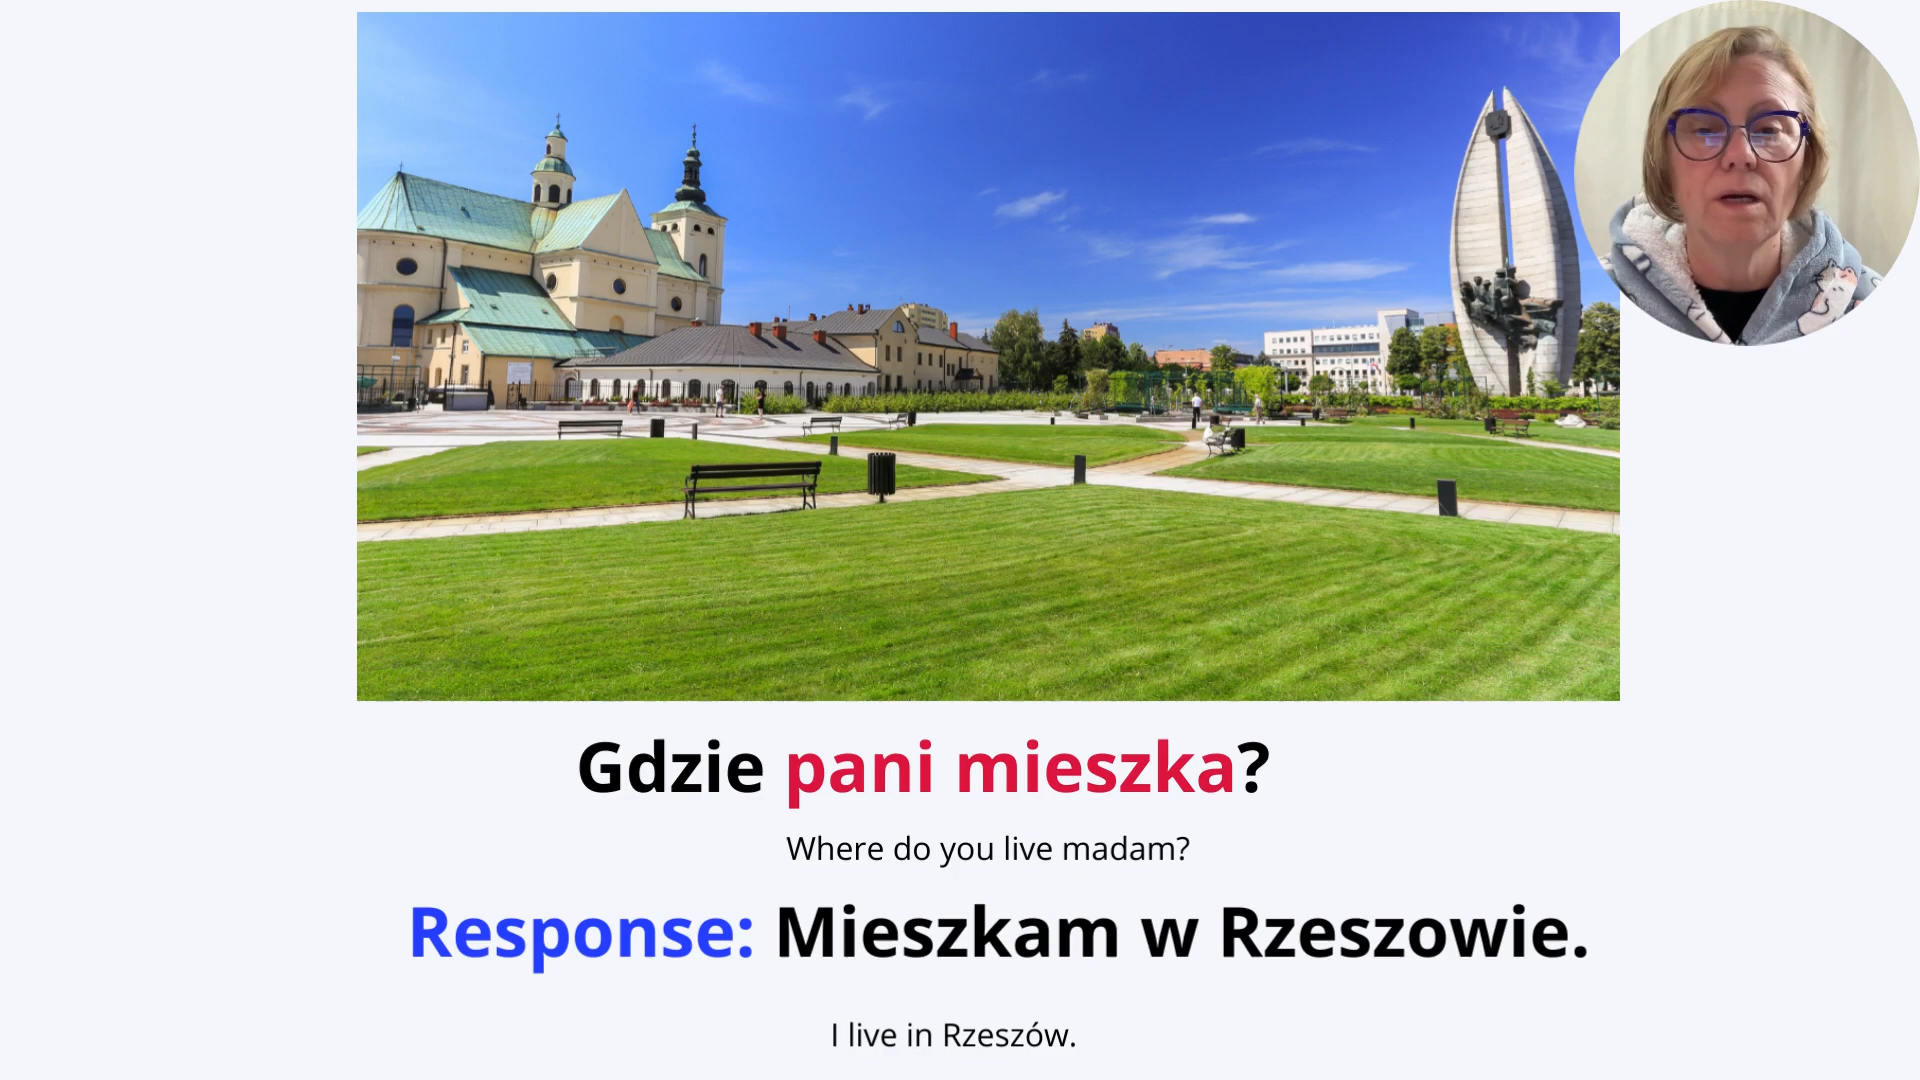 Gdzie pani mieszka?
Where do you live madam?
Response: Mieszkam w Rzeszowie.
I live in Rzeszów.